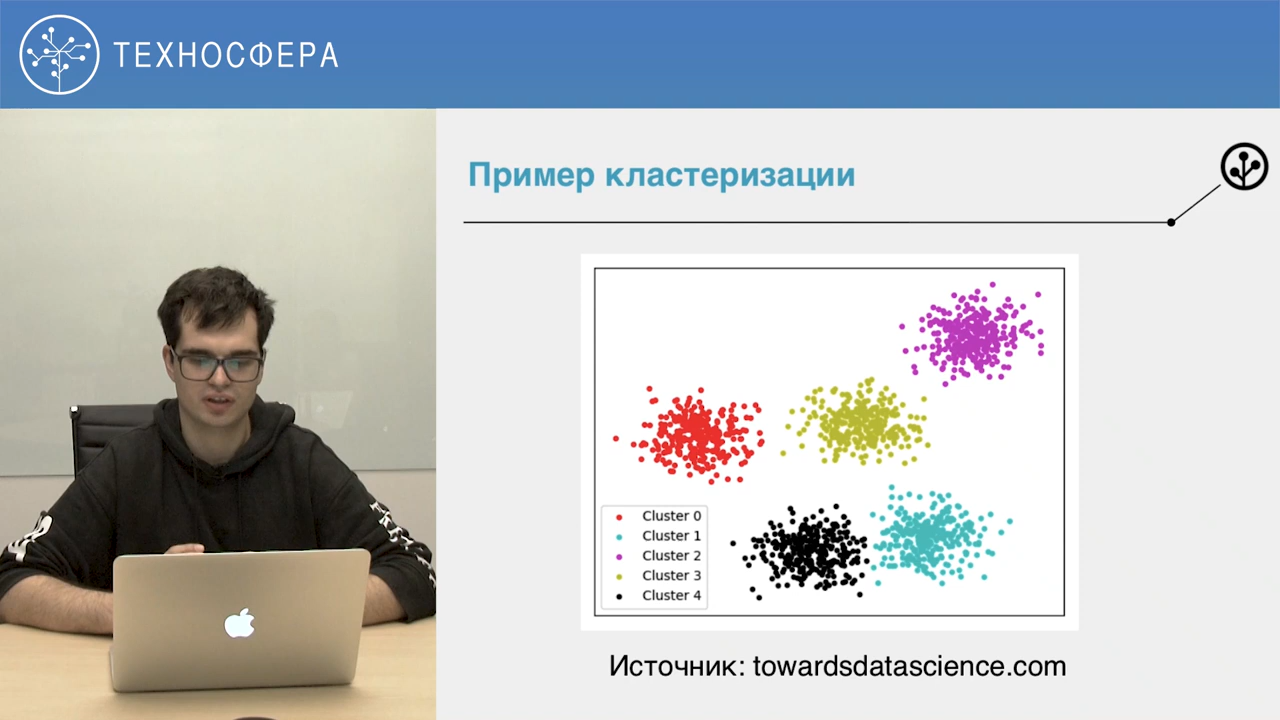 ТЕХНОСФЕРА
Пример кластеризации
Cluster 0
Cluster 1
Cluster 2
Cluster 3
Cluster 4
Источник: towardsdatascience.com